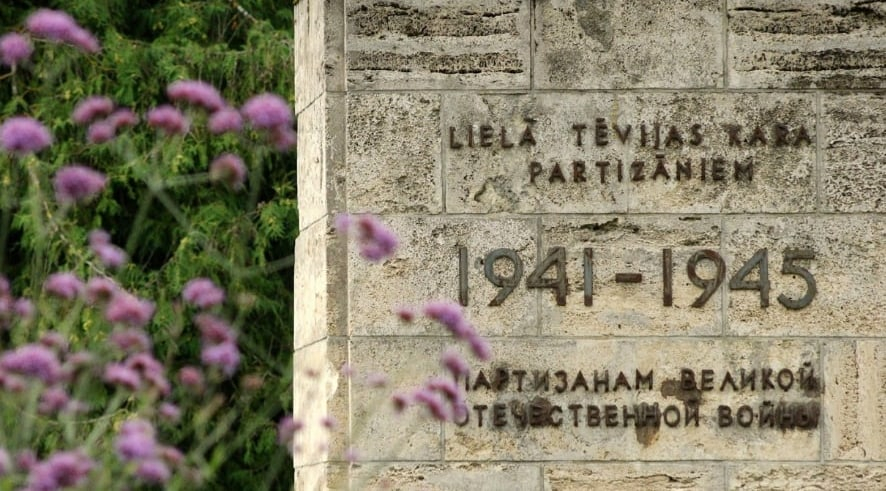 LIELĀ TĒVIJAS KARA
PARTIZĀNIEM
1941-1945
ПАРТИЗАНАМ ВЕЛИКОЙ
ОТЕЧЕСТВЕННОЙ ВОЙНЫ